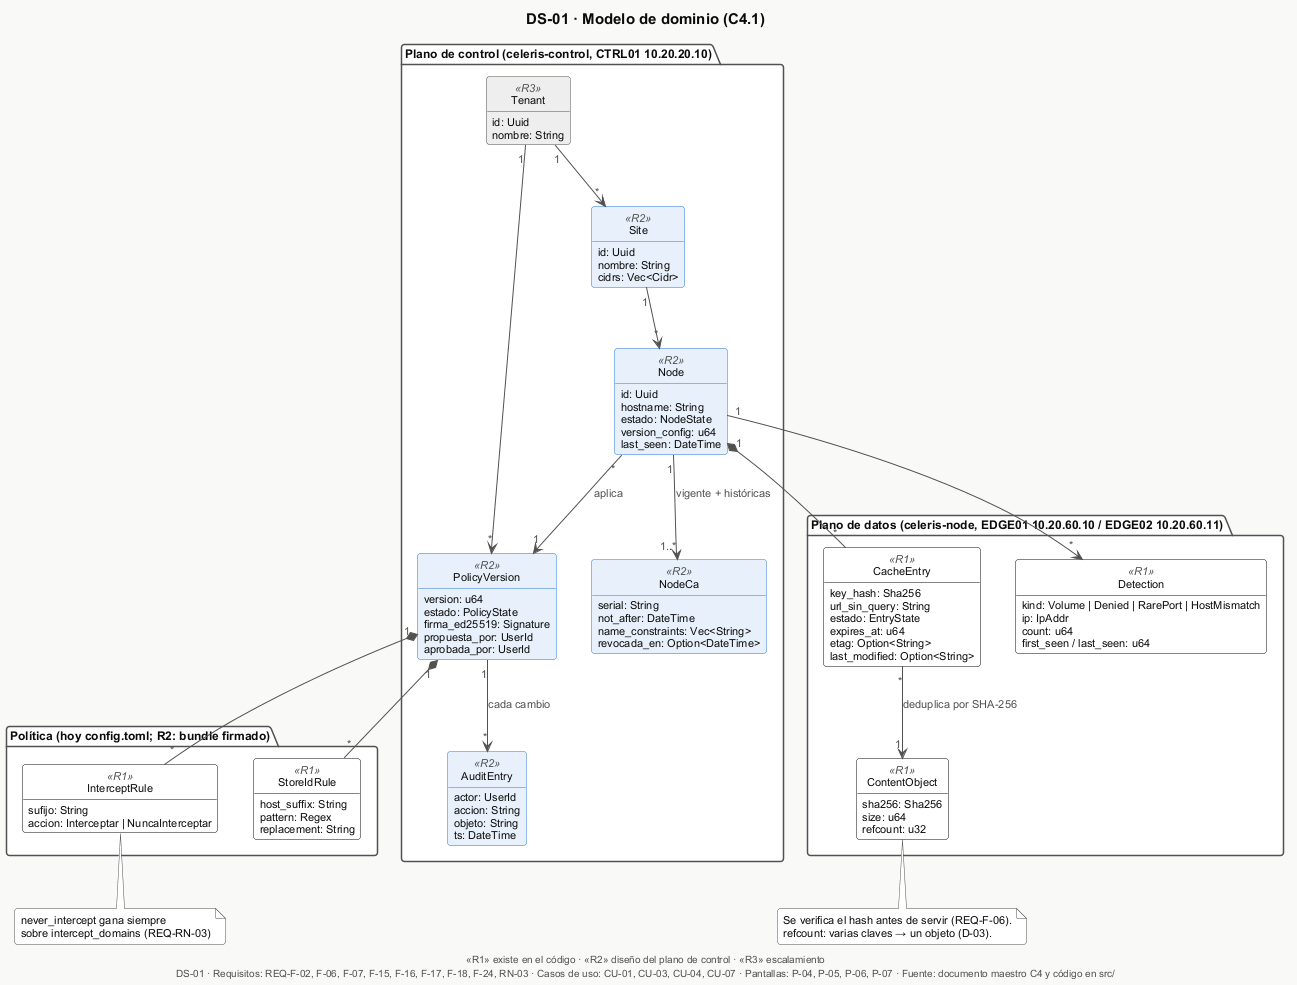 DS-01 · Modelo de dominio (C4.1)
Plano de control (celeris-control, CTRL01 10.20.20.10)
«R3»
Tenant
id: Uuid
nombre: String
1
1
*
«R2»
Site
id: Uuid
nombre: String
cidrs: Vec<Cidr>
1
*
«R2»
Node
id: Uuid
hostname: String
estado: NodeState
version_config: u64
last_seen: DateTime
1
1
*
aplica
1
vigente + históricas
*
1
1..*
Plano de datos (celeris-node, EDGE01 10.20.60.10 / EDGE02 10.20.60.11)
*
*
«R2»
PolicyVersion
version: u64
estado: PolicyState
firma_ed25519: Signature
propuesta_por: UserId
aprobada_por: UserId
«R2»
NodeCa
serial: String
not_after: DateTime
name_constraints: Vec<String>
revocada_en: Option<DateTime>
«R1»
CacheEntry
key_hash: Sha256
url_sin_query: String
estado: EntryState
expires_at: u64
etag: Option<String>
last_modified: Option<String>
«R1»
Detection
kind: Volume | Denied | RarePort | HostMismatch
ip: IpAddr
count: u64
first_seen / last_seen: u64
1
1
1
cada cambio
*
*
deduplica por SHA-256
1
Política (hoy config.toml; R2: bundle firmado)
*
*
«R1»
InterceptRule
sufijo: String
accion: Interceptar | NuncaInterceptar
«R1»
StoreIdRule
host_suffix: String
pattern: Regex
replacement: String
«R2»
AuditEntry
actor: UserId
accion: String
objeto: String
ts: DateTime
«R1»
ContentObject
sha256: Sha256
size: u64
refcount: u32
never_intercept gana siempre
sobre intercept_domains (REQ-RN-03)
Se verifica el hash antes de servir (REQ-F-06).
refcount: varias claves → un objeto (D-03).
«R1» existe en el código · «R2» diseño del plano de control · «R3» escalamiento
DS-01 · Requisitos: REQ-F-02, F-06, F-07, F-15, F-16, F-17, F-18, F-24, RN-03 · Casos de uso: CU-01, CU-03, CU-04, CU-07 · Pantallas: P-04, P-05, P-06, P-07 · Fuente: documento maestro C4 y código en src/